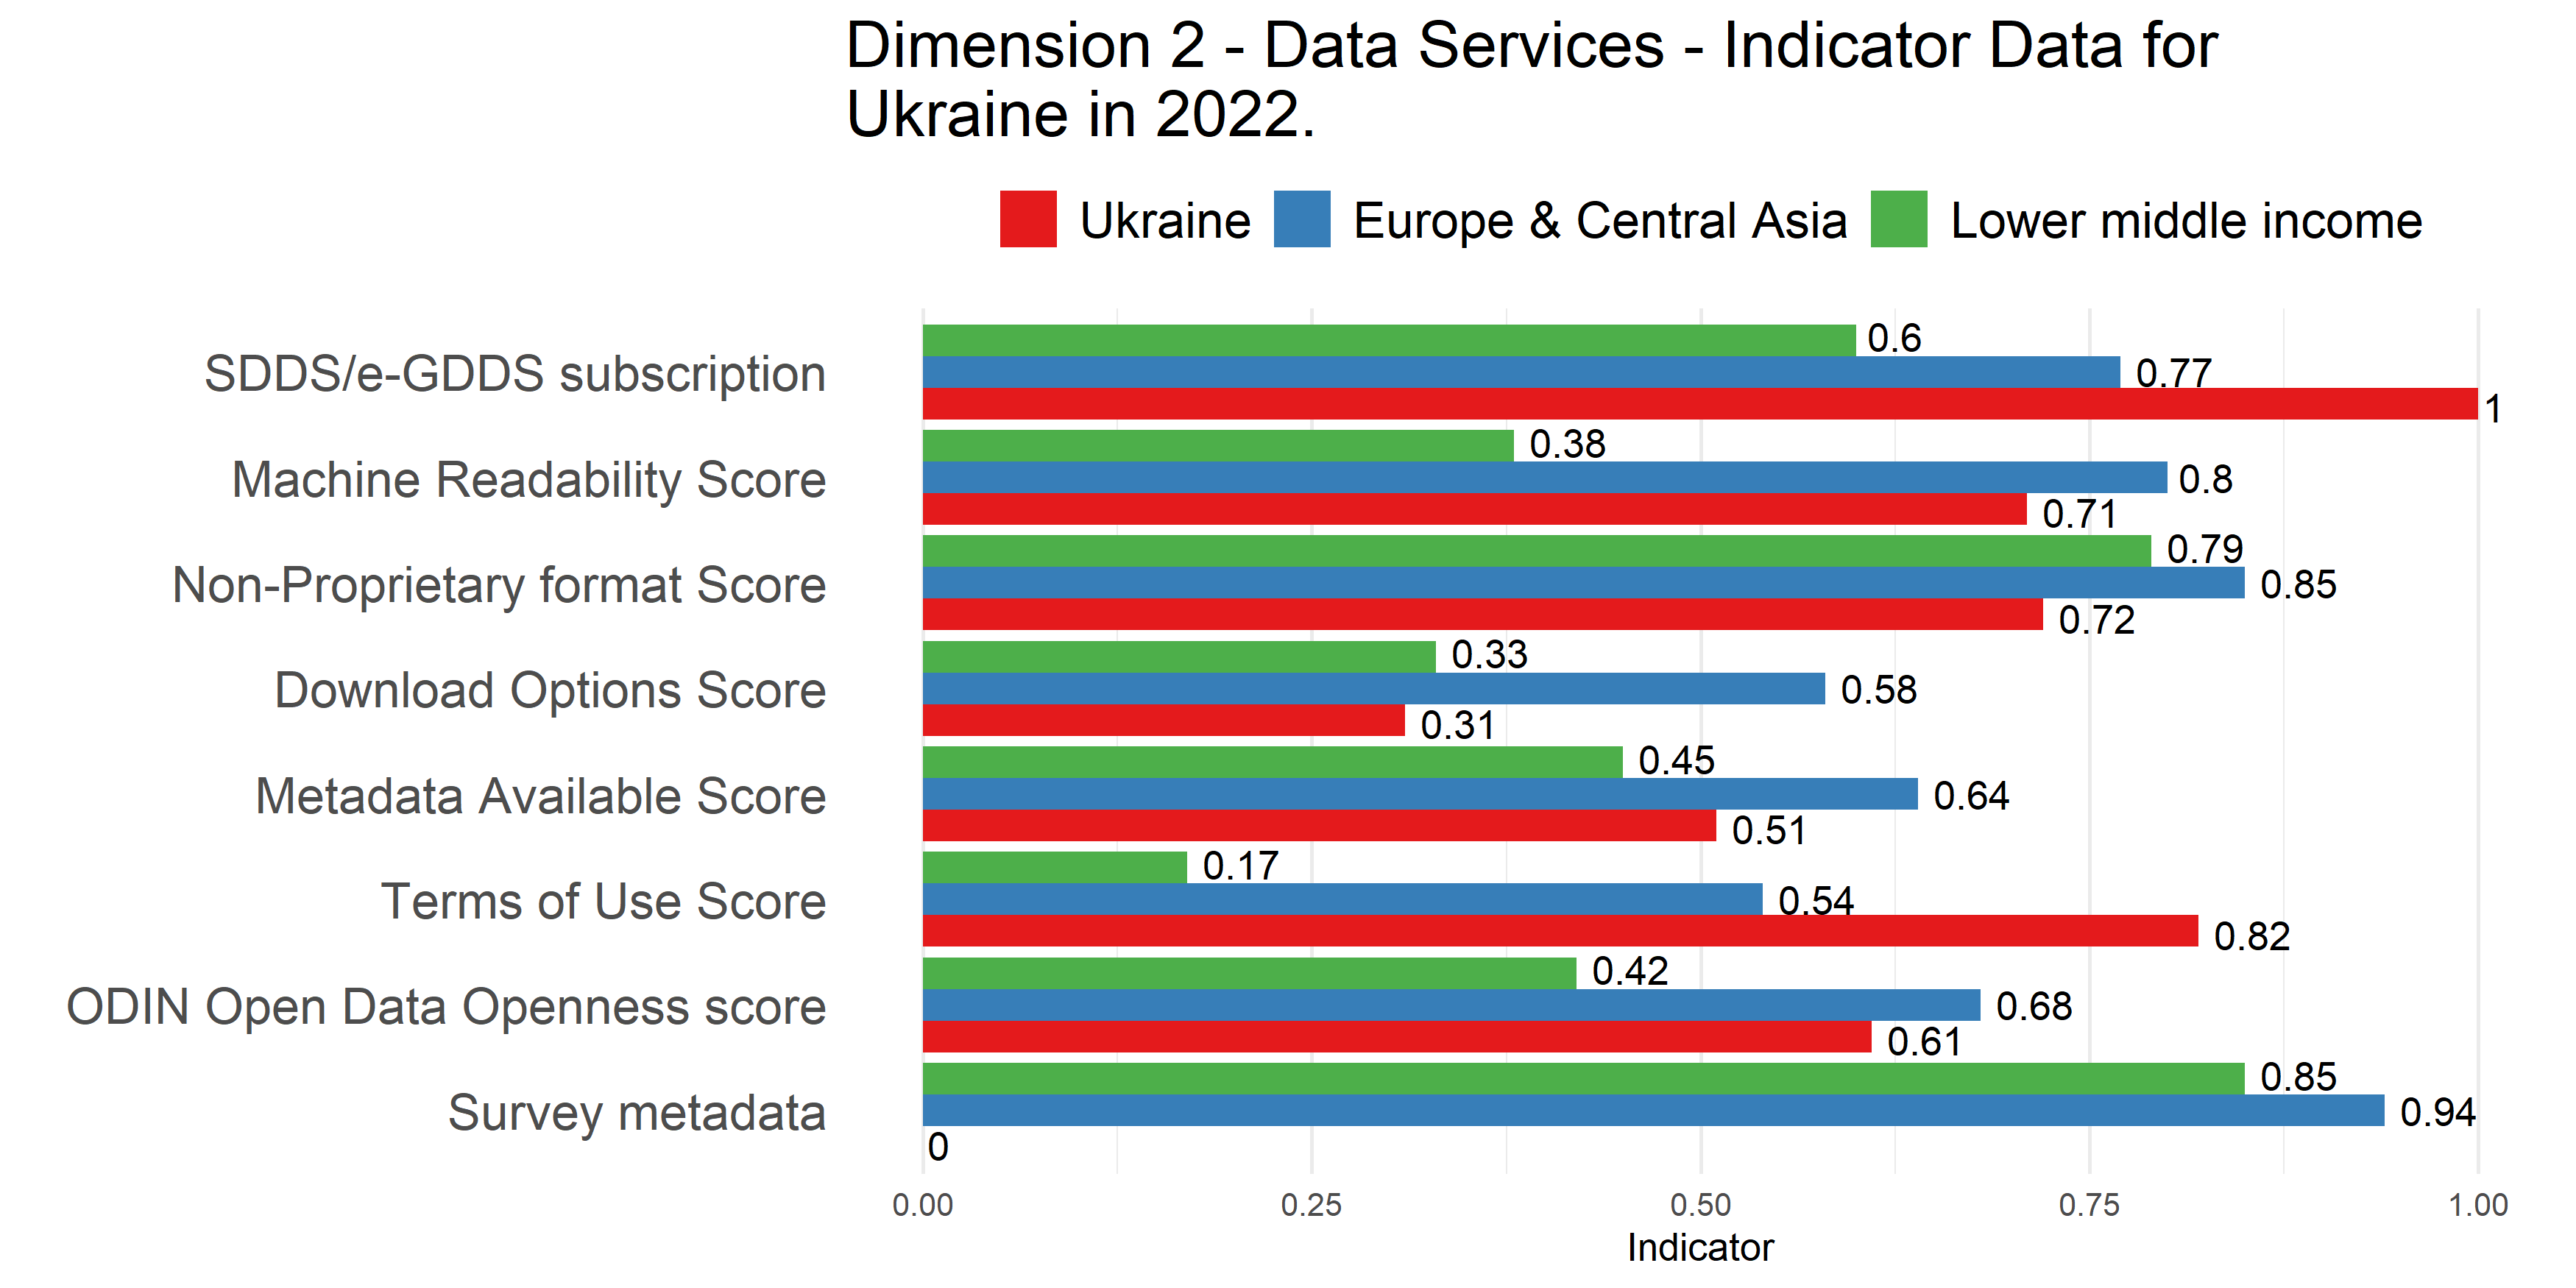 Dimension 2 - Data Services - Indicator Data for
Ukraine in 2022.
Ukraine Europe & Central Asia Lower middle income
SDDS/e-GDDS subscription
0.6
0.77
1
Machine Readability Score
0.38
0.8
0.71
Non-Proprietary format Score
0.79
0.85
0.72
Download Options Score
0.33
0.58
0.31
Metadata Available Score
0.45
0.64
0.51
Terms of Use Score
0.17
0.54
0.82
ODIN Open Data Openness score
0.42
0.68
0.61
Survey metadata
0.85
0.94
0
0.00 0.25 0.50 0.75 1.00
Indicator